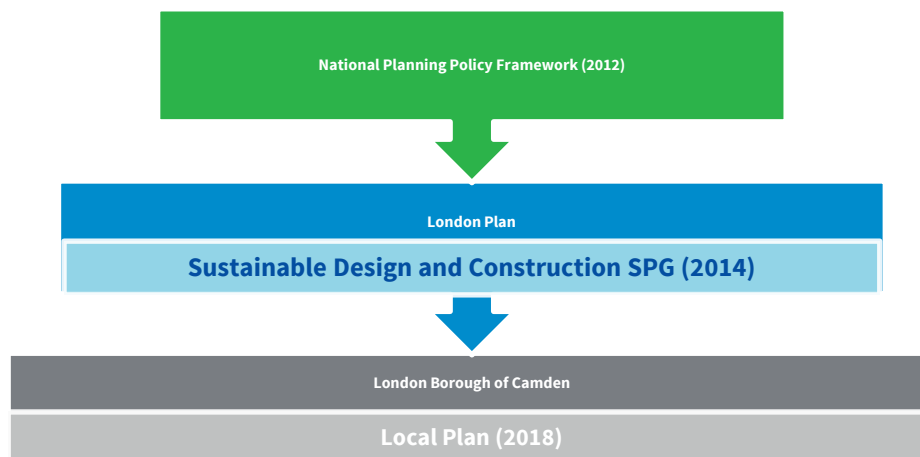 National Planning Policy Framework (2012)
London Plan
Sustainable Design and Construction SPG (2014)
London Borough of Camden
Local Plan (2018)